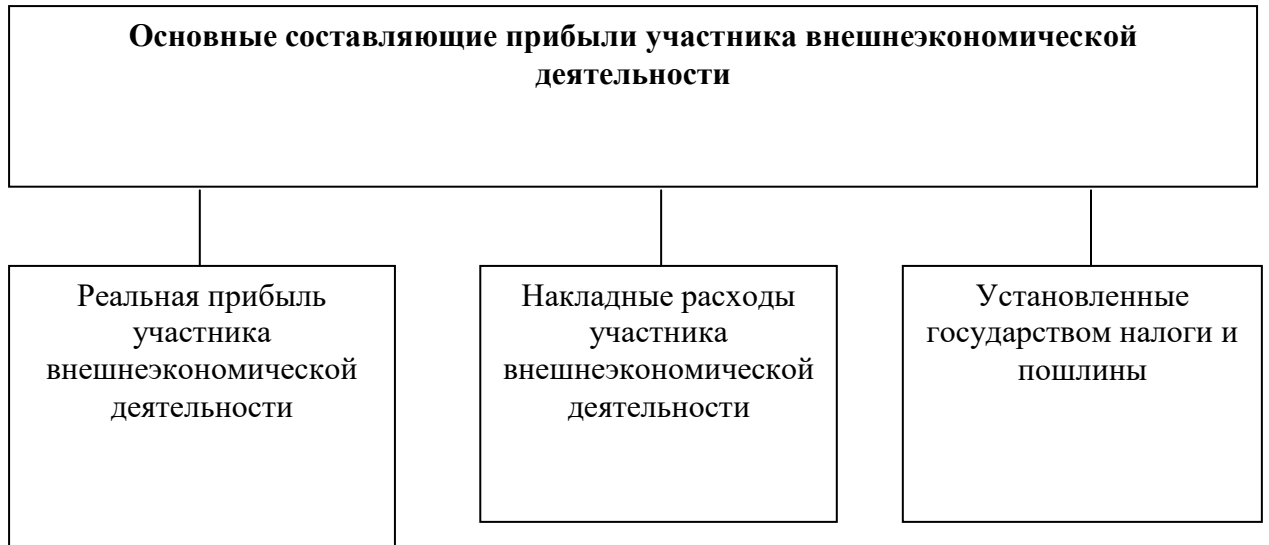 Основные составляющие прибыли участника внешнеэкономической
деятельности
Реальная прибыль
участника
внешнеэкономической
деятельности
Накладные расходы
участника
внешнеэкономической
деятельности
Установленные
государством налоги и
пошлины